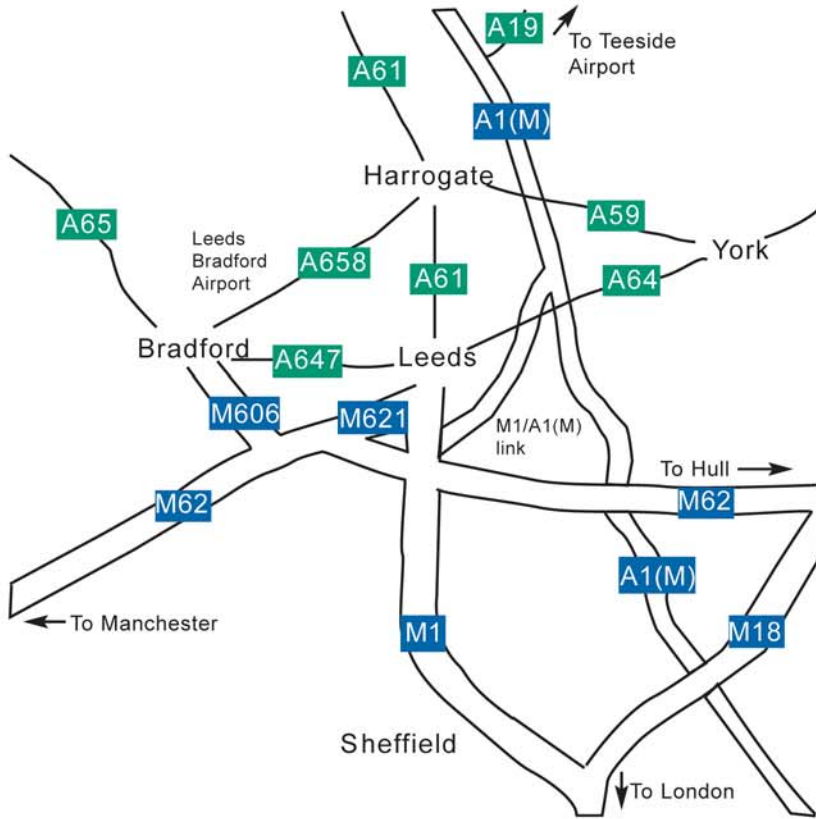 A19
To Teeside
Airport
A61
A1(M)
Harrogate
A59
A65
Leeds
Bradford
Airport
A658
York
A61
A64
Bradford
A647
Leeds
M606
M621
M1/A1(M)
link
To Hull
M62
M62
A1(M)
To Manchester
M1
M18
Sheffield
To London